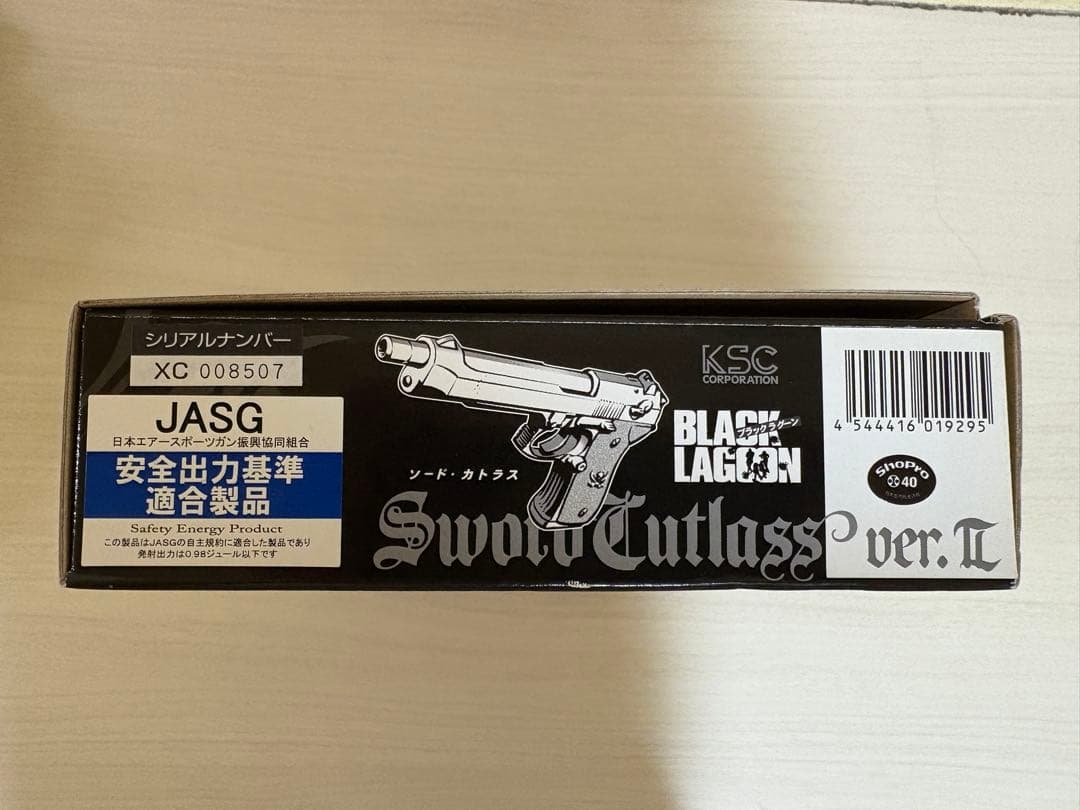 シリアルナンバー
XC 008507
JASG
日本エアースポーツガン振興協同組合
安全出力基準
適合製品
Safety Energy Product
この製品はJASGの自主規約に適合した製品であり
発射出力は0.98ジュール以下です
KSC
CORPORATION
BLACK
ブラックラグーン
LAGOON
ソード・カトラス
Sword Cutlass ver.II
4 544416 019295
ShoPro
40